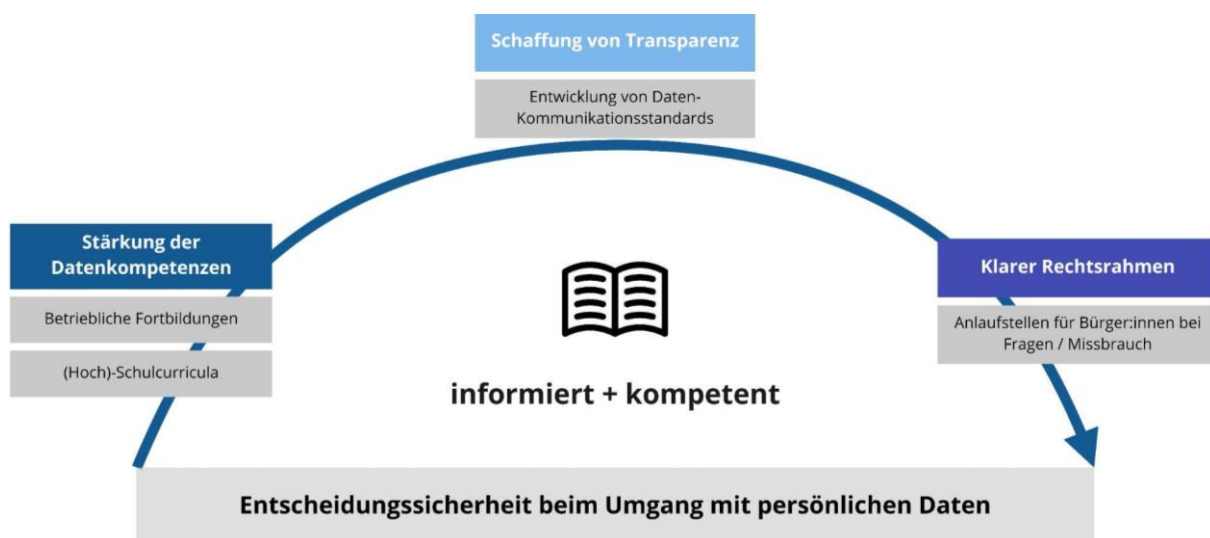 Schaffung von Transparenz
Entwicklung von Daten-
Kommunikationsstandards
Stärkung der
Datenkompetenzen
Betriebliche Fortbildungen
(Hoch)-Schulcurricula
Klarer Rechtsrahmen
Anlaufstellen für Bürger:innen bei
Fragen / Missbrauch
informiert + kompetent
Entscheidungssicherheit beim Umgang mit persönlichen Daten